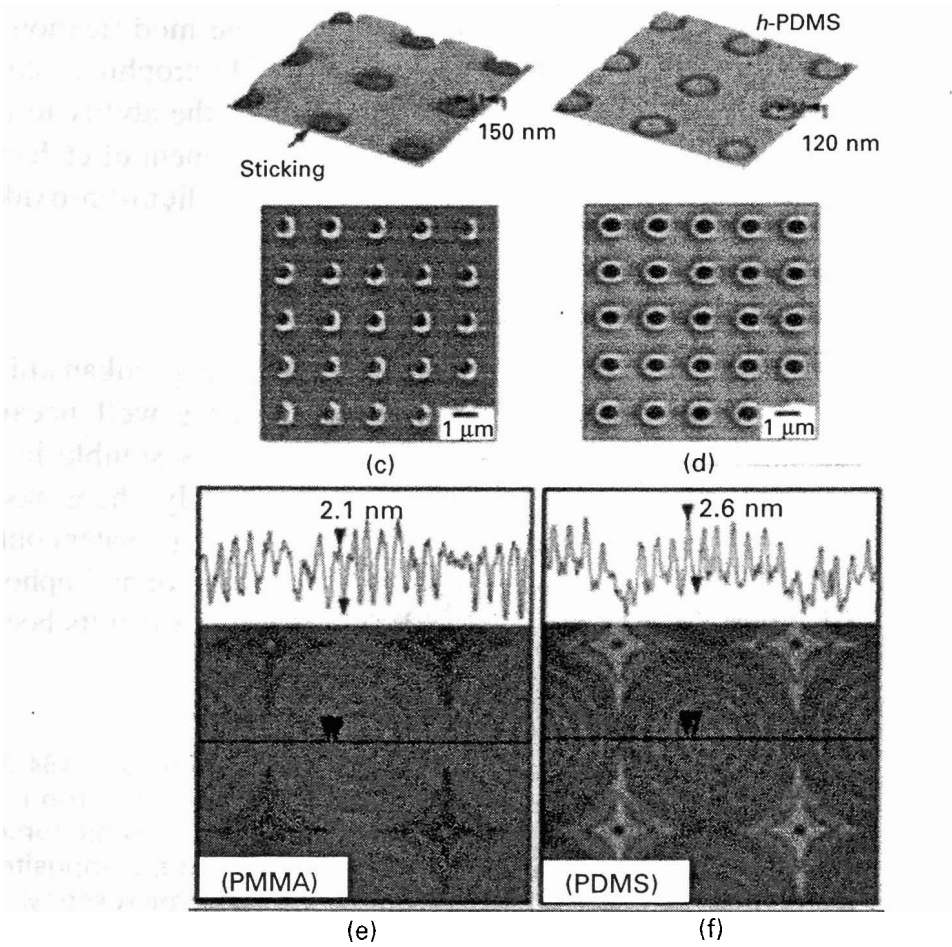 h-PDMS
150 nm
120 nm
Sticking
1 μm
1 μm
(c)
(d)
2.1 nm
2.6 nm
(PMMA)
(PDMS)
(e)
(f)